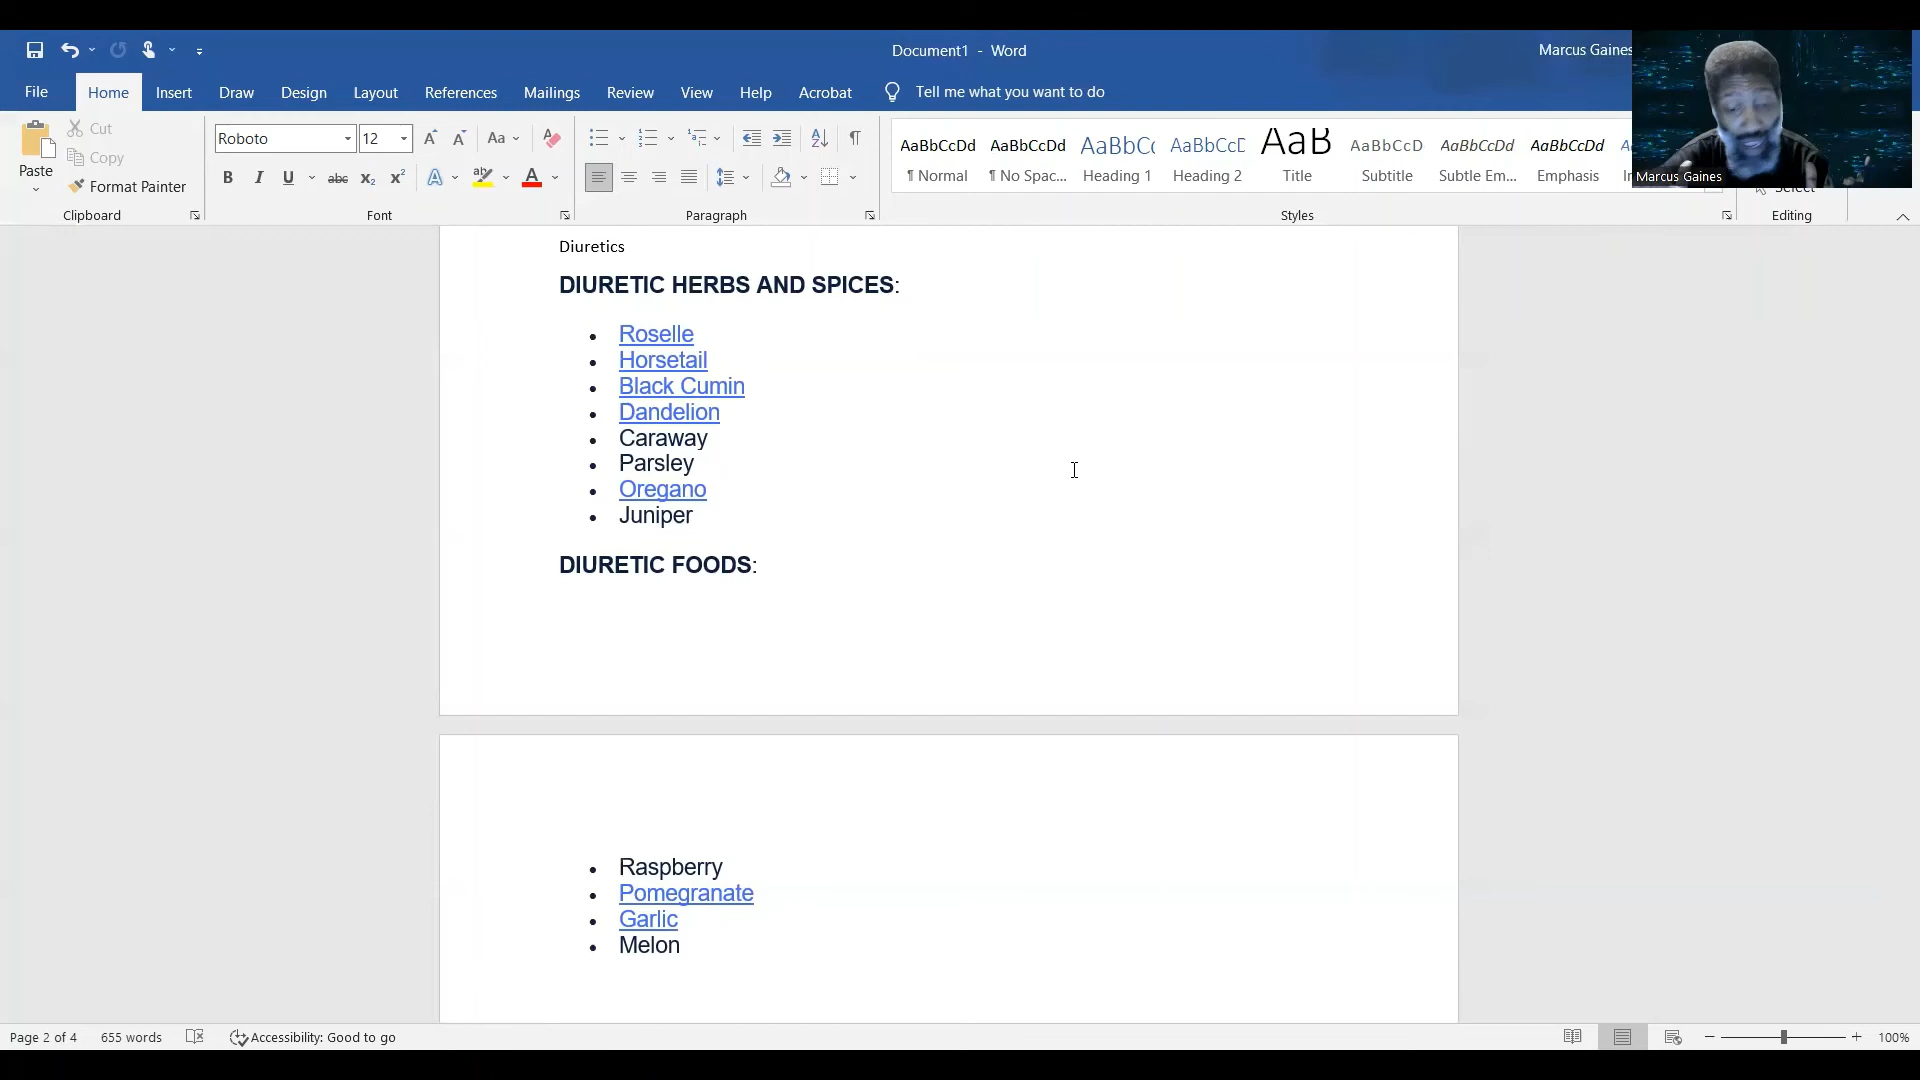 Document1 - Word
Marcus Gaines
File Home Insert Draw Design Layout References Mailings Review View Help Acrobat Tell me what you want to do
Paste
Cut
Copy
Format Painter
Clipboard
Roboto 12
Font
Paragraph
AaBbCcDd AaBbCcDd AaBbCc AaBbCcD AaB AaBbCcD AaBbCcDd AaBbCcDd
¶ Normal ¶ No Spac... Heading 1 Heading 2 Title Subtitle Subtle Em... Emphasis
Styles
Select
Editing
Marcus Gaines
Diuretics
DIURETIC HERBS AND SPICES:
• Roselle
• Horsetail
• Black Cumin
• Dandelion
• Caraway
• Parsley
• Oregano
• Juniper
DIURETIC FOODS:
• Raspberry
• Pomegranate
• Garlic
• Melon
Page 2 of 4 655 words Accessibility: Good to go 100%